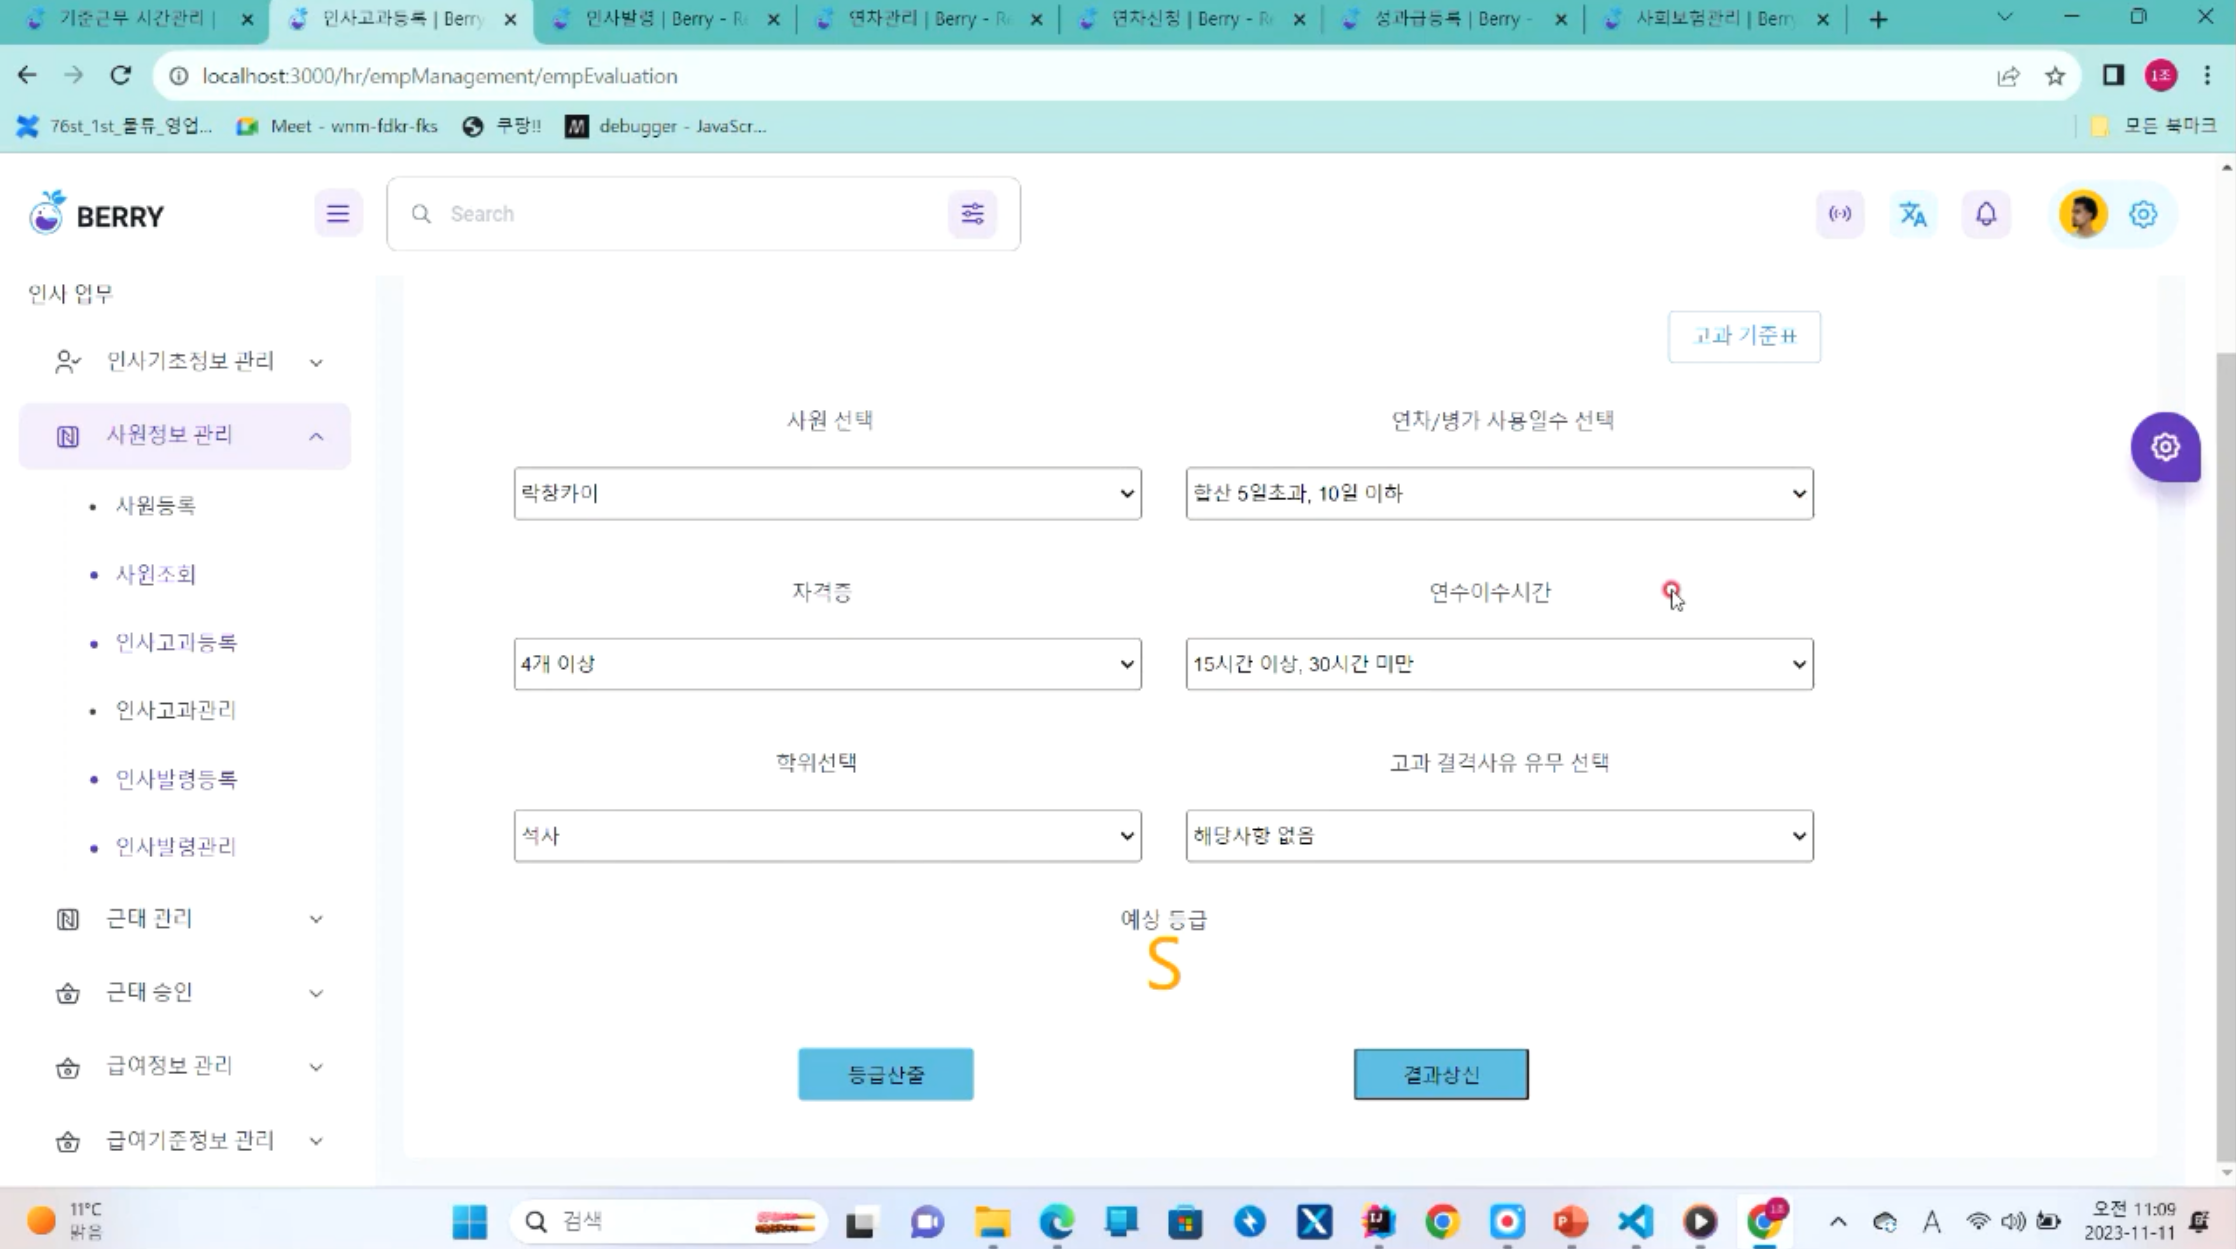 기준근무 시간관리 |
인사고과등록 | Berry
인사발령 | Berry - R
연차관리 | Berry - R
연차신청 | Berry - R
성과급등록 | Berry -
사회보험관리 | Berr
localhost:3000/hr/empManagement/empEvaluation
1조
76st_1st_물류_영업...
Meet - wnm-fdkr-fks
쿠팡!!
debugger - JavaScr...
모든 북마크
BERRY
Search
인사 업무
고과 기준표
인사기초정보 관리
사원 선택
연차/병가 사용일수 선택
사원정보 관리
락창카이
합산 5일초과, 10일 이하
사원등록
사원조회
자격증
연수이수시간
인사고과등록
4개 이상
15시간 이상, 30시간 미만
인사고과관리
학위선택
고과 결격사유 유무 선택
인사발령등록
석사
해당사항 없음
인사발령관리
근태 관리
예상 등급
S
근태 승인
급여정보 관리
등급산출
결과상신
급여기준정보 관리
11°C
맑음
검색
A
오전 11:09
2023-11-11